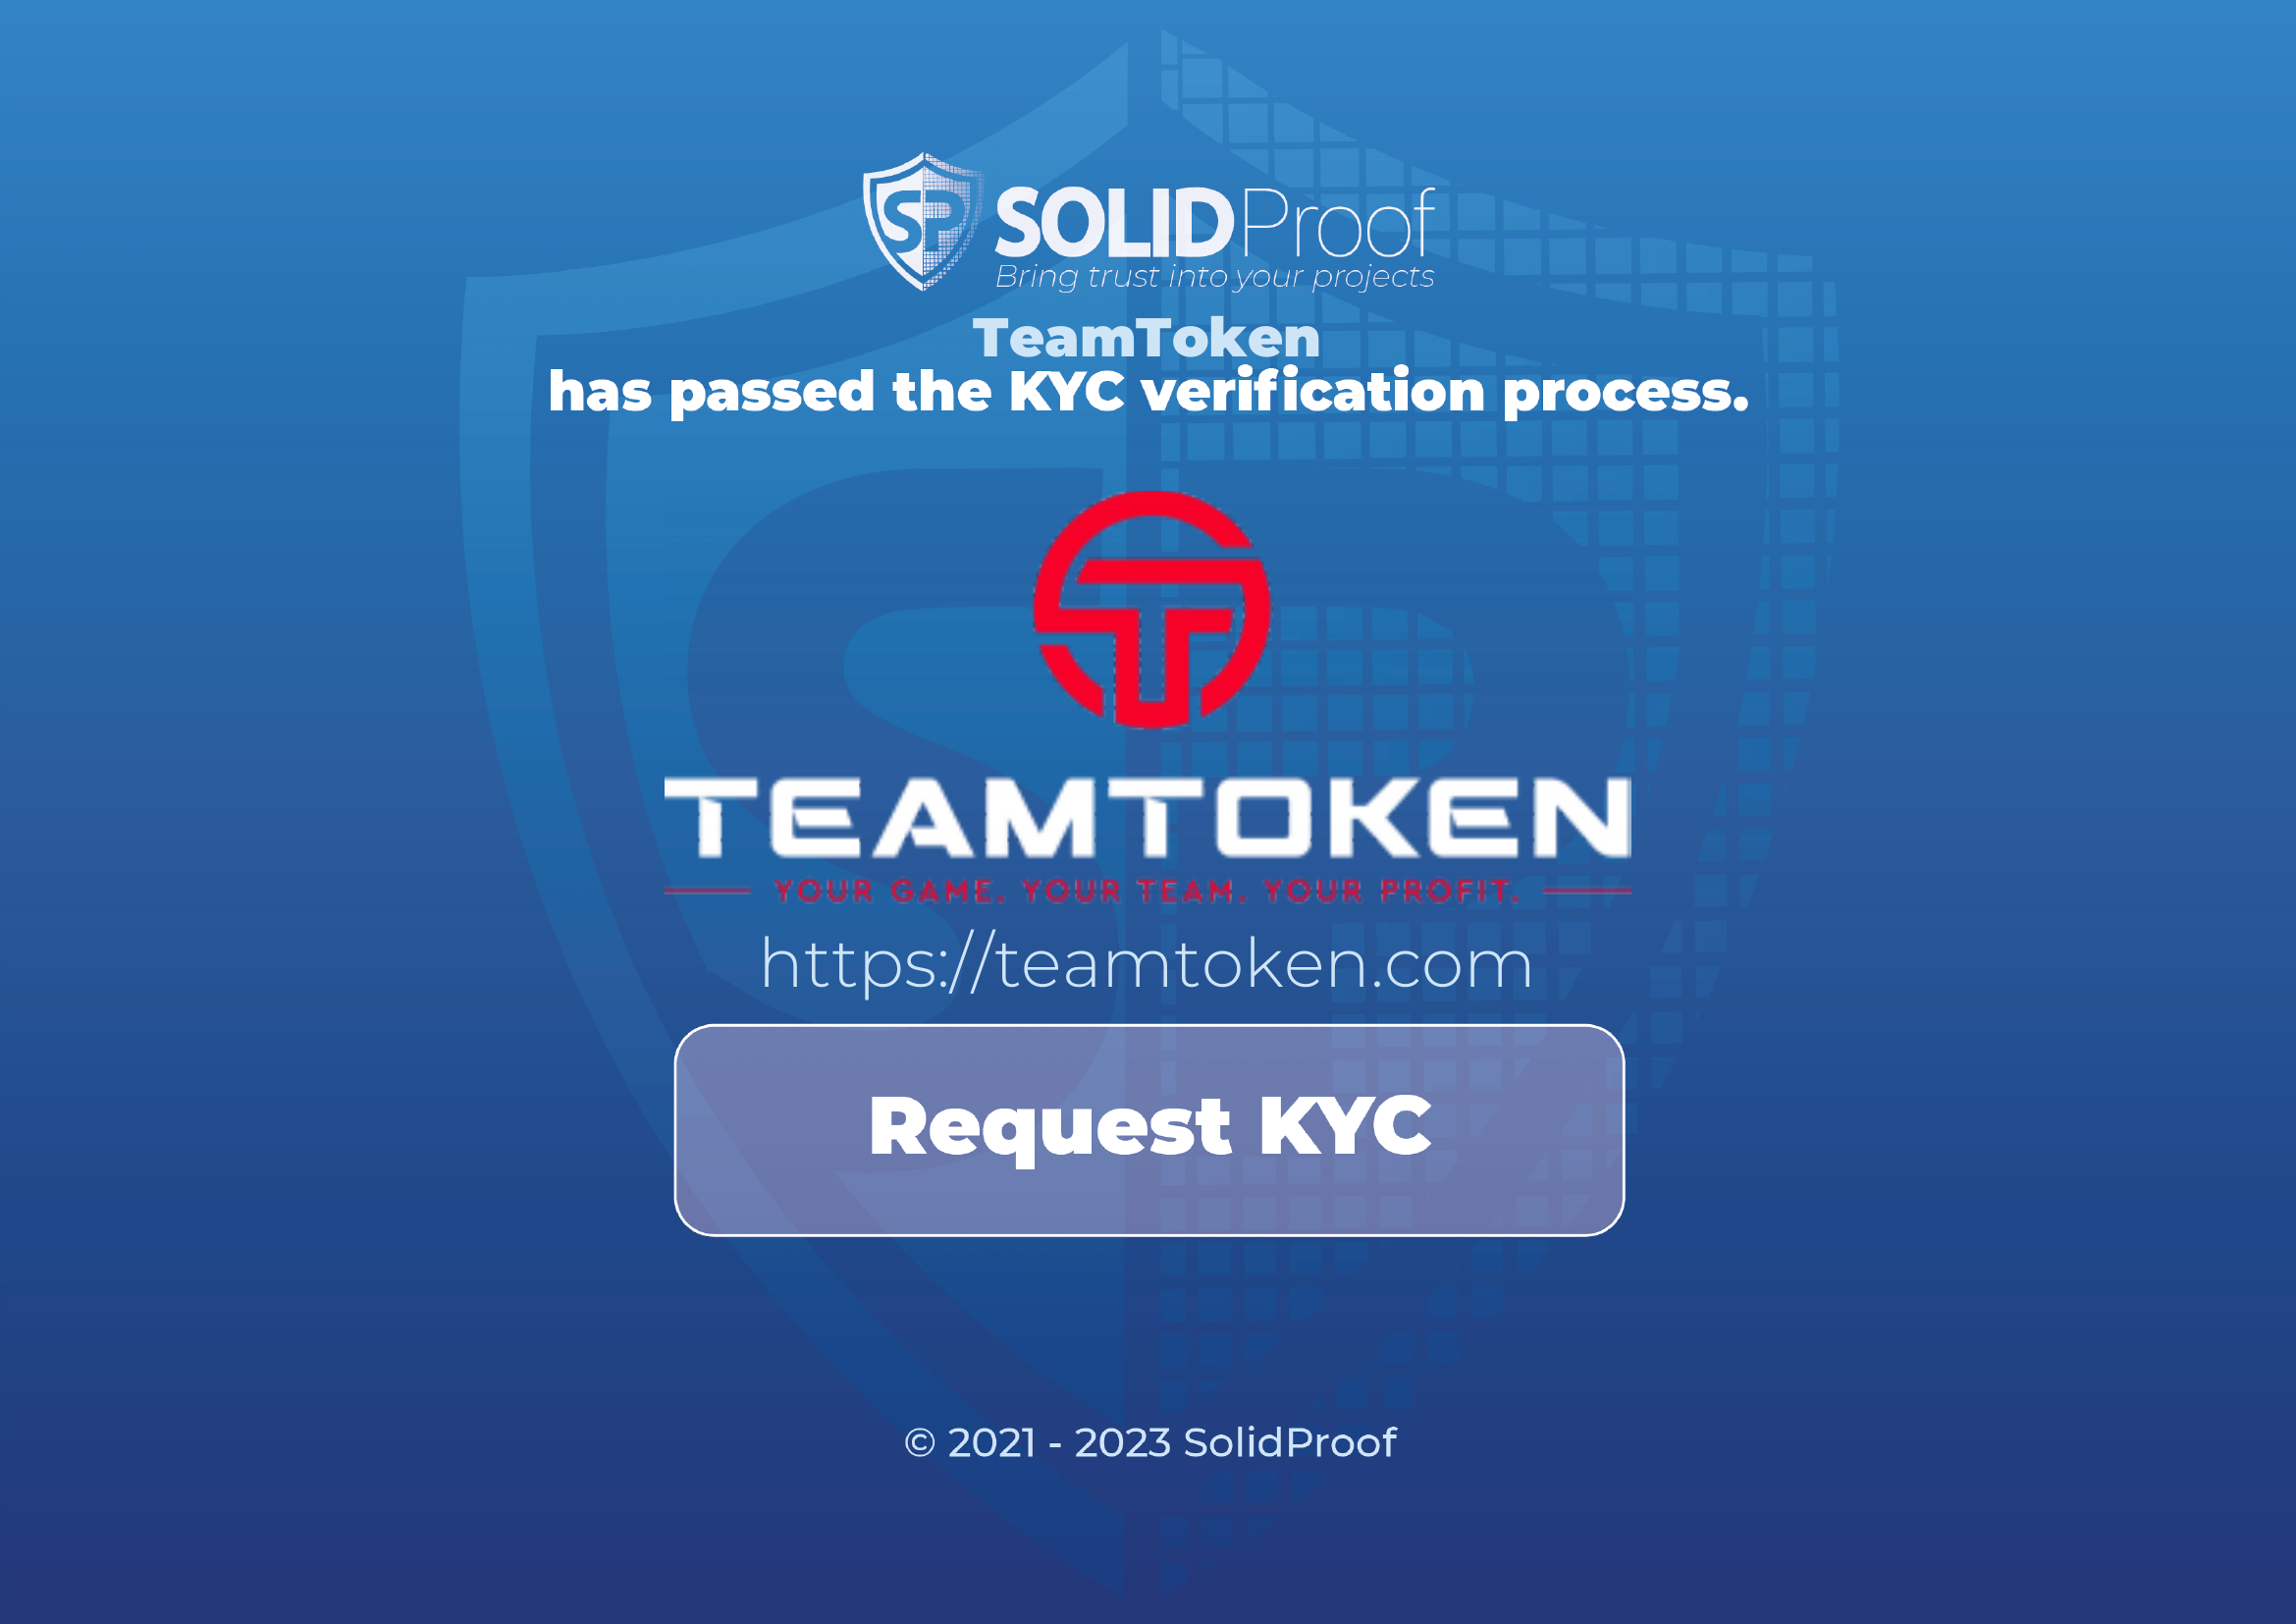 SP SOLIDProof
Bring trust into your projects
TeamToken
has passed the KYC verification process.
TEAMTOKEN
YOUR GAME. YOUR TEAM. YOUR PROFIT.
https://teamtoken.com
Request KYC
© 2021 - 2023 SolidProof